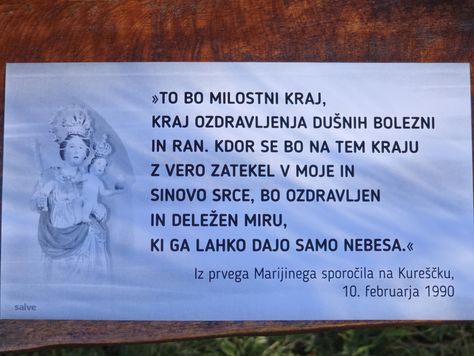 »TO BO MILOSTNI KRAJ,
KRAJ OZDRAVLJENJA DUŠNIH BOLEZNI
IN RAN. KDOR SE BO NA TEM KRAJU
Z VERO ZATEKEL V MOJE IN
SINOVO SRCE, BO OZDRAVLJEN
IN DELEŽEN MIRU,
KI GA LAHKO DAJO SAMO NEBESA.«
Iz prvega Marijinega sporočila na Kureščku,
10. februarja 1990
salve